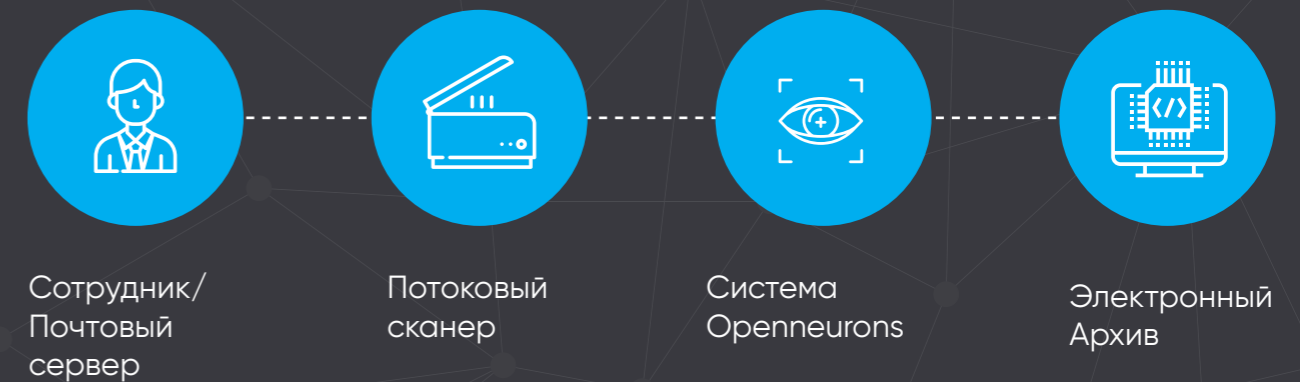 Сотрудник/
Почтовый
сервер
Потоковый
сканер
Система
Openneurons
Электронный
Архив